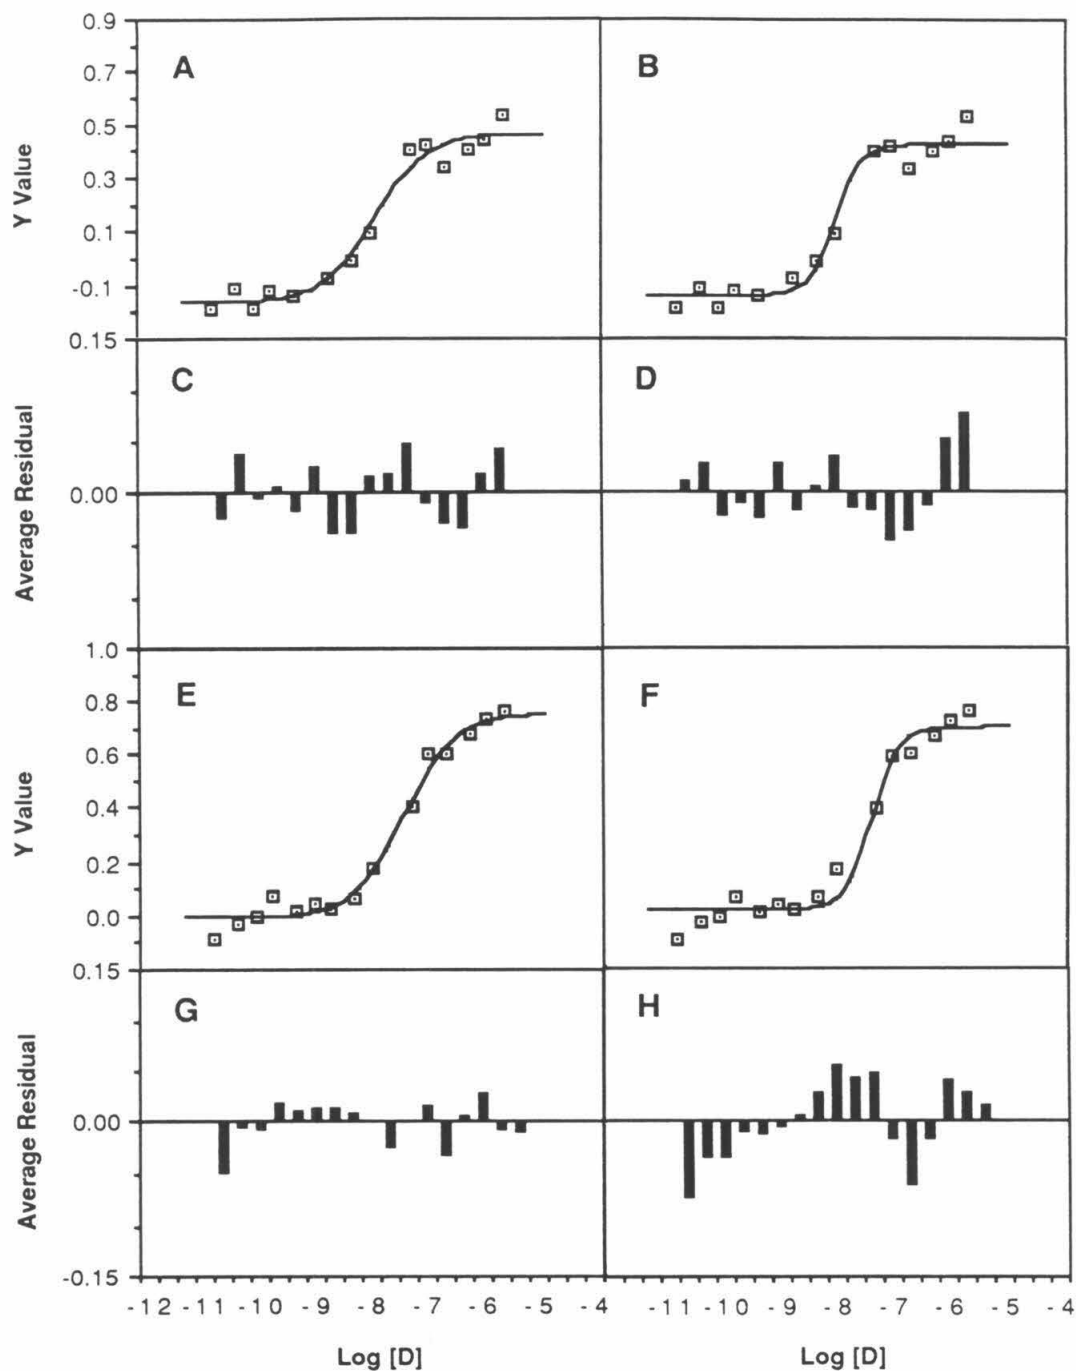 0.9
0.7
0.5
0.3
0.1
-0.1
Y Value
A
B
0.15
0.00
Average Residual
C
D
1.0
0.8
0.6
0.4
0.2
0.0
Y Value
E
F
0.15
0.00
-0.15
Average Residual
G
H
-12 -11 -10 -9 -8 -7 -6 -5 -4
-11 -10 -9 -8 -7 -6 -5 -4
Log [D]
Log [D]